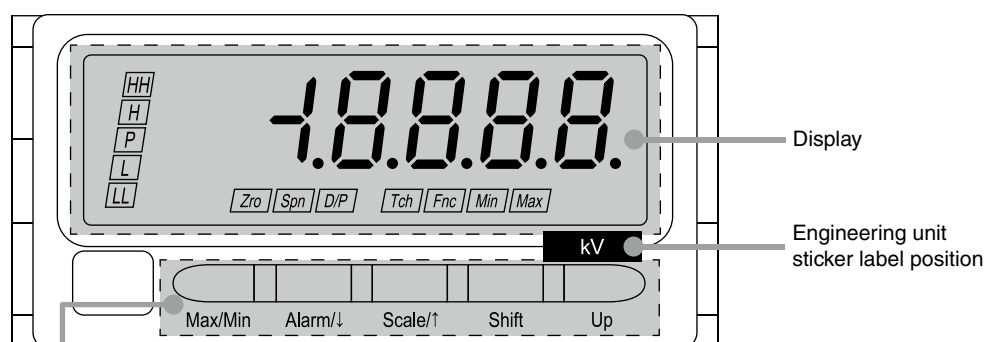 HH
H
P
L
LL
-1.8.8.8.8.
Zro Spn D/P Tch Fnc Min Max
kV
Max/Min Alarm/↓ Scale/↑ Shift Up
Display
Engineering unit
sticker label position